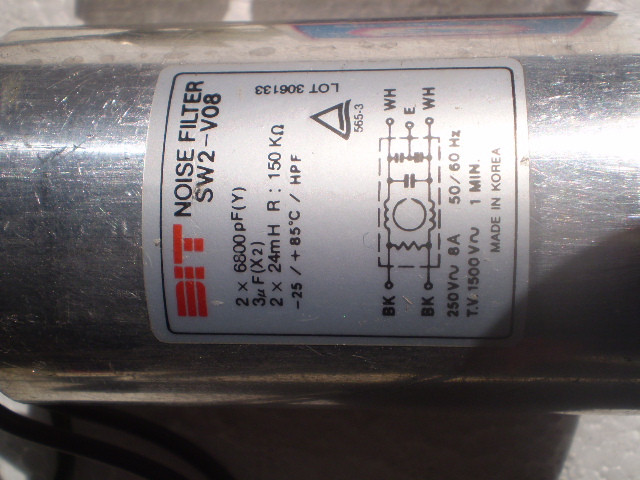 BIT NOISE FILTER
SW2-V08
2 x 6800pF(Y)
3µF(X2)
2 x 24mH R: 150 KΩ
-25 / +85°C / HPF
LOT 306133
565-3
BK WH
E
BK WH
250V~ 8A 50/60 Hz
T.V. 1500V~ 1 MIN.
MADE IN KOREA